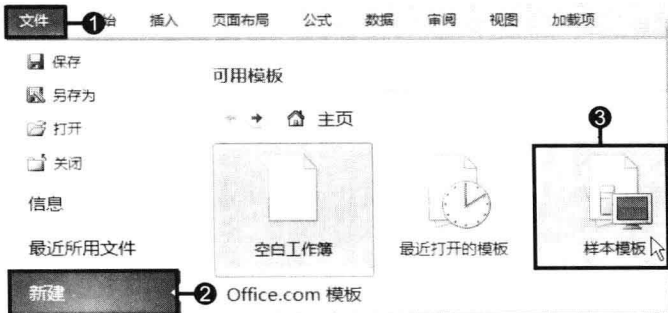 文件 1 始 插入 页面布局 公式 数据 审阅 视图 加载项
保存
另存为
打开
关闭
信息
最近所用文件
新建 2
可用模板
主页
3
空白工作簿 最近打开的模板 样本模板
Office.com 模板